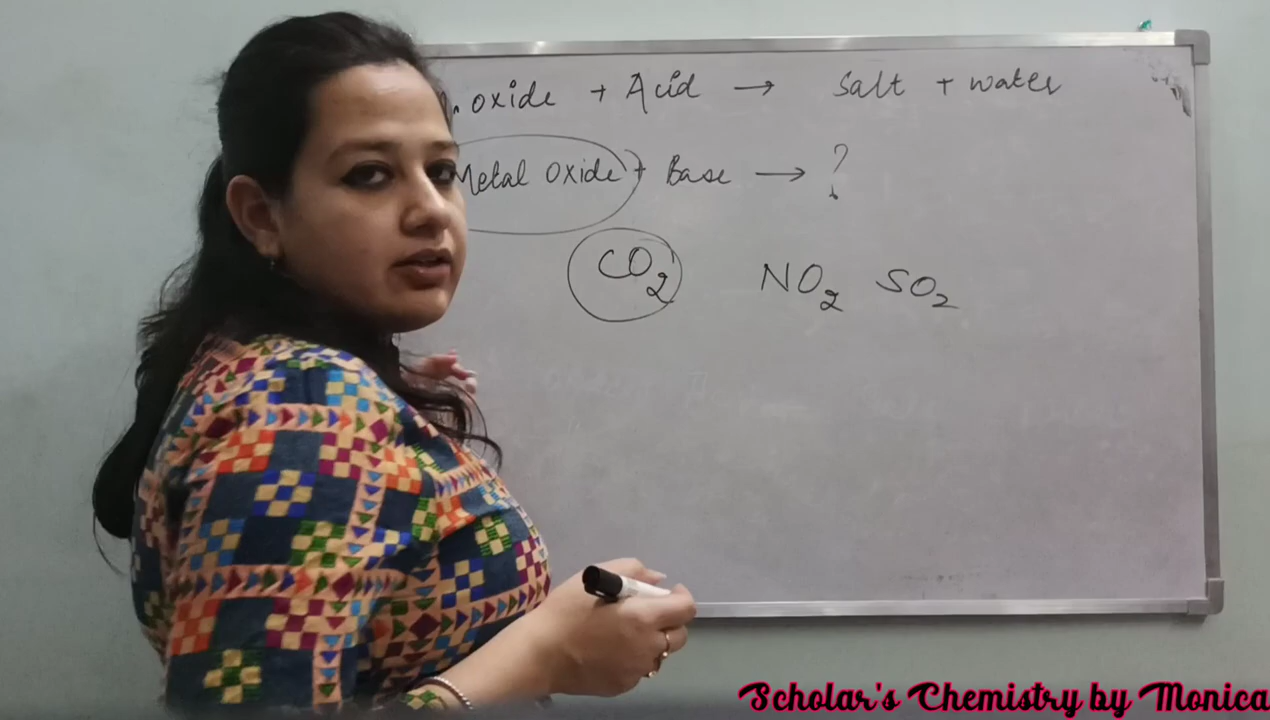 oxide + Acid → Salt + water
Metal Oxide + Base → ?
CO₂ NO₂ SO₂
Scholar's Chemistry by Monica